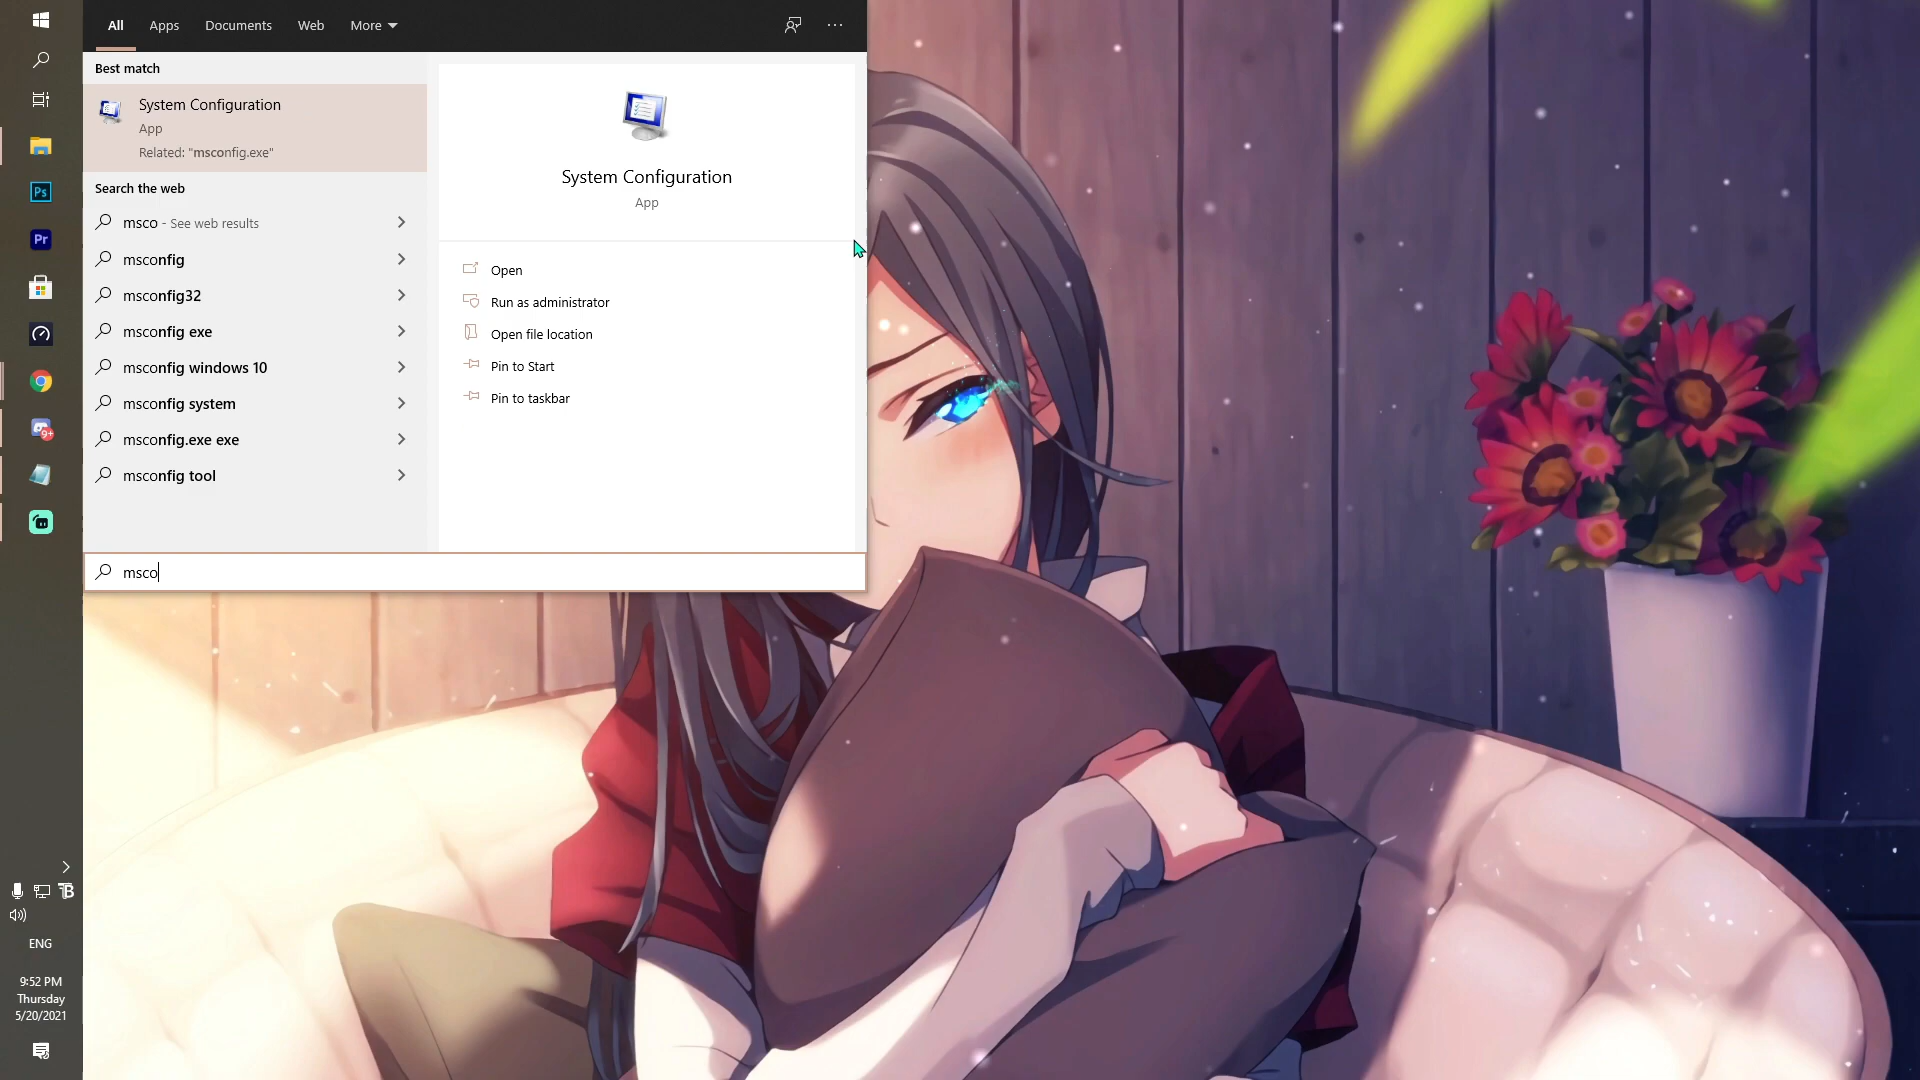 All
Apps
Documents
Web
More
Best match
System Configuration
App
Related: "msconfig.exe"
Search the web
msco - See web results
msconfig
msconfig32
msconfig exe
msconfig windows 10
msconfig system
msconfig.exe exe
msconfig tool
System Configuration
App
Open
Run as administrator
Open file location
Pin to Start
Pin to taskbar
msco
Ps
Pr
9+
ENG
9:52 PM
Thursday
5/20/2021